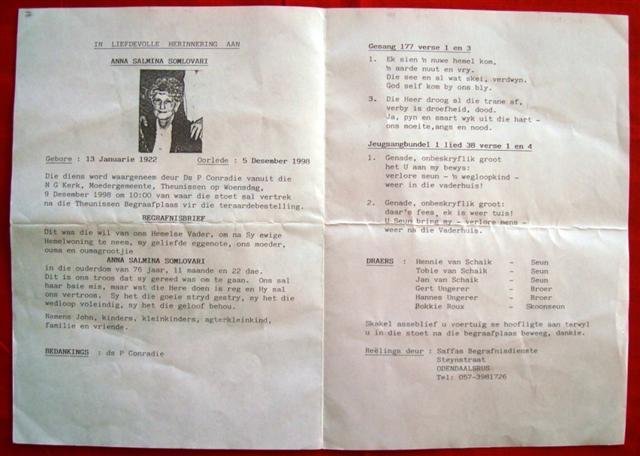 IN LIEFDEVOLLE HERINNERING AAN
ANNA SALMINA SOMLOVARI
Gebore : 13 Januarie 1922 Oorlede : 5 Desember 1998
Die diens word waargeneem deur Ds P Conradie vanuit die
N G Kerk, Moedergemeente, Theunissen op Woensdag,
9 Desember 1998 om 10:00 van waar die stoet sal vertrek
na die Theunissen Begraafplaas vir die teraardebestelling.
BEGRAFNISBRIEF
Dit was die wil van ons Hemelse Vader, om na Sy ewige
Hemelwoning te neem, my geliefde eggenote, ons moeder,
ouma en oumagrootjie
ANNA SALMINA SOMLOVARI
in die ouderdom van 76 jaar, 11 maande en 22 dae.
Dit is ons troos dat sy gereed was om te gaan. Ons sal
haar baie mis, maar wat die Here doen is reg en Hy sal
ons vertroos. Sy het die goeie stryd gestry, sy het die
wedloop voleindig, sy het die geloof behou.
Namens John, kinders, kleinkinders, agterkleinkind,
familie en vriende.
BEDANKINGS : ds P Conradie
Gesang 177 verse 1 en 3
1. Ek sien 'n nuwe hemel kom,
'n aarde nuut en vry.
Die see en al wat skei, verdwyn.
God self kom by ons bly.
3. Die Heer droog al die trane af,
verby is droefheid, dood.
Ja, pyn en smart wyk uit die hart -
ons moeite, angs en nood.
Jeugsangbundel 1 lied 38 verse 1 en 4
1. Genade, onbeskryflik groot
het U aan my bewys:
verlore seun - 'n wegloopkind -
weer in die vaderhuis!
2. Genade, onbeskryflik groot:
daar's fees, ek is weer tuis!
U Seun bring my - verlore mens -
weer na die Vaderhuis.
DRAERS : Hennie van Schaik - Seun
Tobie van Schaik - Seun
Jan van Schaik - Seun
Gert Ungerer - Broer
Hannes Ungerer - Broer
Bokkie Roux - Skoonseun
Skakel asseblief u voertuig se hoofligte aan terwyl
u in die stoet na die begraafplaas beweeg, dankie.
Reëlings deur : Saffas Begrafnisdienste
Steynstraat
ODENDAALSRUS
Tel: 057-3981726